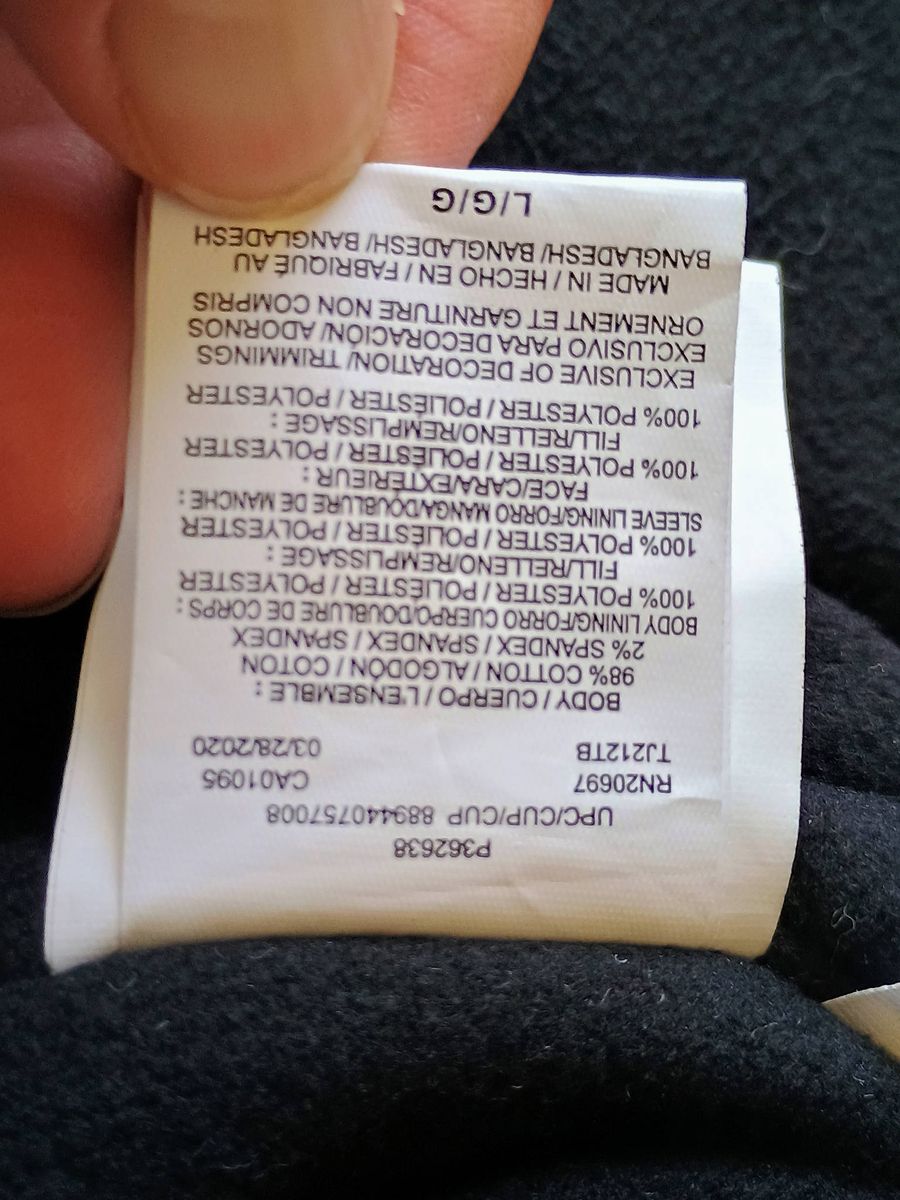 P362638
UPC/CUP/CUP 889440757008
RN20697 CA01095
TJ212TB 03/28/2020
BODY / CUERPO / L'ENSEMBLE :
98% COTTON / ALGODÓN / COTON
2% SPANDEX / SPANDEX / SPANDEX
BODY LINING/FORRO CUERPO/DOUBLURE DE CORPS :
100% POLYESTER / POLIÉSTER / POLYESTER
FILL/RELLENO/REMPLISSAGE :
100% POLYESTER / POLIÉSTER / POLYESTER
SLEEVE LINING/FORRO MANGA/DOUBLURE DE MANCHE :
FACE/CARA/EXTÉRIEUR :
100% POLYESTER / POLIÉSTER / POLYESTER
FILL/RELLENO/REMPLISSAGE :
100% POLYESTER / POLIÉSTER / POLYESTER
EXCLUSIVE OF DECORATION/ TRIMMINGS
EXCLUSIVO PARA DECORACIÓN/ ADORNOS
ORNEMENT ET GARNITURE NON COMPRIS
MADE IN / HECHO EN / FABRIQUÉ AU
BANGLADESH/ BANGLADESH/ BANGLADESH
L/G/G